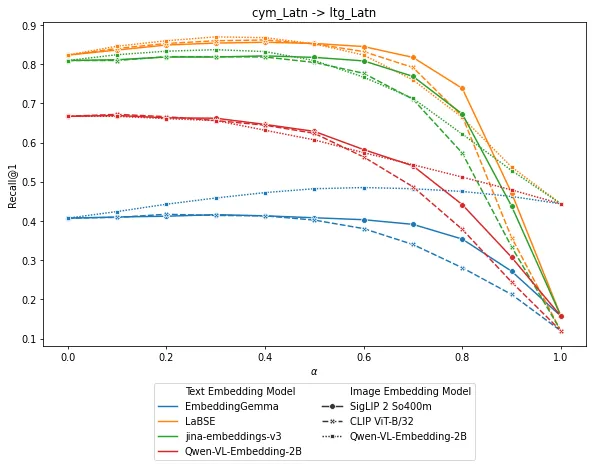 cym_Latn -> ltg_Latn
Recall@1
0.9
0.8
0.7
0.6
0.5
0.4
0.3
0.2
0.1
0.0 0.2 0.4 0.6 0.8 1.0
α
Text Embedding Model
EmbeddingGemma
LaBSE
jina-embeddings-v3
Qwen-VL-Embedding-2B
Image Embedding Model
SigLIP 2 So400m
CLIP ViT-B/32
Qwen-VL-Embedding-2B